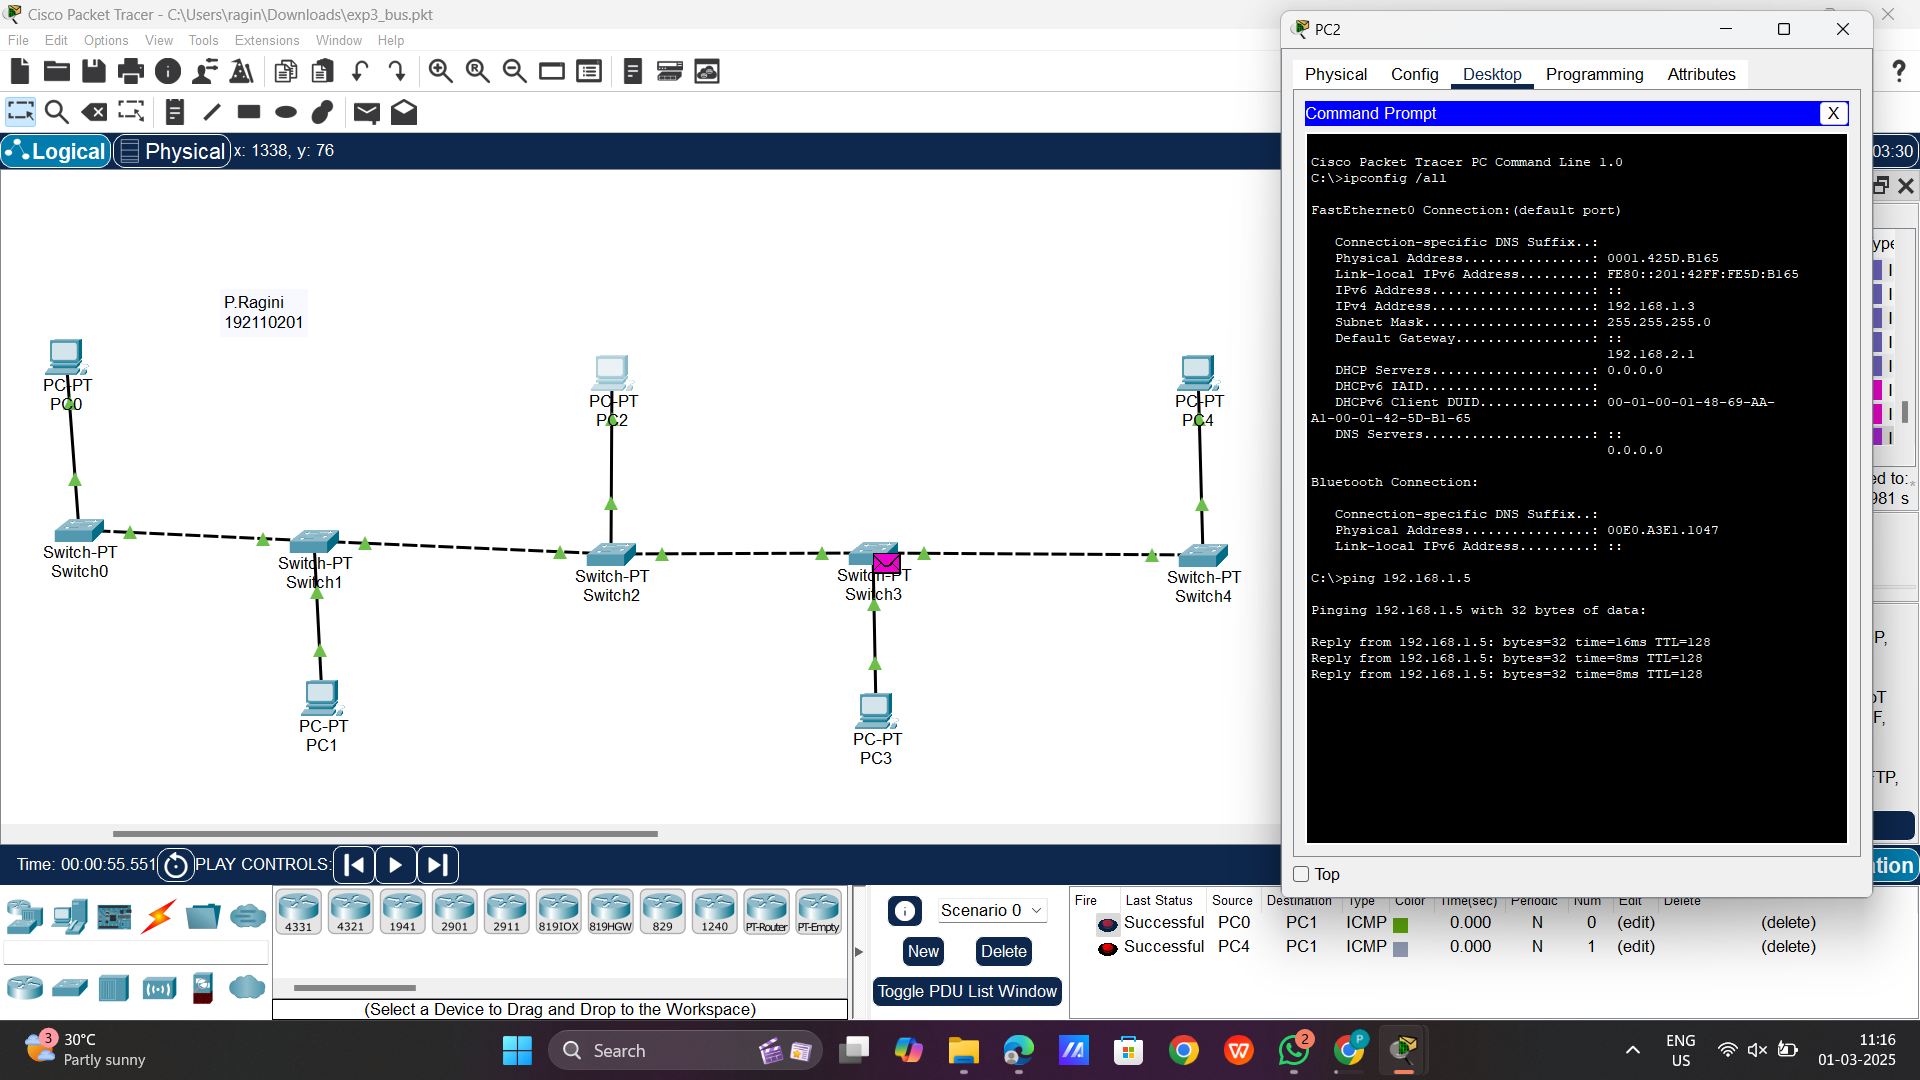 Cisco Packet Tracer - C:\Users\ragin\Downloads\exp3_bus.pkt
File Edit Options View Tools Extensions Window Help
Logical Physical x: 1338, y: 76
03:30
P.Ragini
192110201
PC-PT
PC0
PC-PT
PC2
PC-PT
PC4
Switch-PT
Switch0
Switch-PT
Switch1
Switch-PT
Switch2
Switch-PT
Switch3
Switch-PT
Switch4
PC-PT
PC1
PC-PT
PC3
PC2
Physical Config Desktop Programming Attributes
Command Prompt X
Cisco Packet Tracer PC Command Line 1.0
C:\>ipconfig /all
FastEthernet0 Connection:(default port)
Connection-specific DNS Suffix..:
Physical Address................: 0001.425D.B165
Link-local IPv6 Address.........: FE80::201:42FF:FE5D:B165
IPv6 Address....................: ::
IPv4 Address....................: 192.168.1.3
Subnet Mask.....................: 255.255.255.0
Default Gateway.................: ::
192.168.2.1
DHCP Servers....................: 0.0.0.0
DHCPv6 IAID.....................:
DHCPv6 Client DUID..............: 00-01-00-01-48-69-AA-
A1-00-01-42-5D-B1-65
DNS Servers.....................: ::
0.0.0.0
Bluetooth Connection:
Connection-specific DNS Suffix..:
Physical Address................: 00E0.A3E1.1047
Link-local IPv6 Address.........: ::
C:\>ping 192.168.1.5
Pinging 192.168.1.5 with 32 bytes of data:
Reply from 192.168.1.5: bytes=32 time=16ms TTL=128
Reply from 192.168.1.5: bytes=32 time=8ms TTL=128
Reply from 192.168.1.5: bytes=32 time=8ms TTL=128
Top
ed to:
981 s
Time: 00:00:55.551 PLAY CONTROLS:
tion
4331 4321 1941 2901 2911 819IOX 819HGW 829 1240 PT-Router PT-Empty
(Select a Device to Drag and Drop to the Workspace)
Scenario 0
New Delete
Toggle PDU List Window
Fire Last Status Source Destination Type Color Time(sec) Periodic Num Edit Delete
Successful PC0 PC1 ICMP 0.000 N 0 (edit) (delete)
Successful PC4 PC1 ICMP 0.000 N 1 (edit) (delete)
3
30°C
Partly sunny
Search
2
P
ENG
US
11:16
01-03-2025